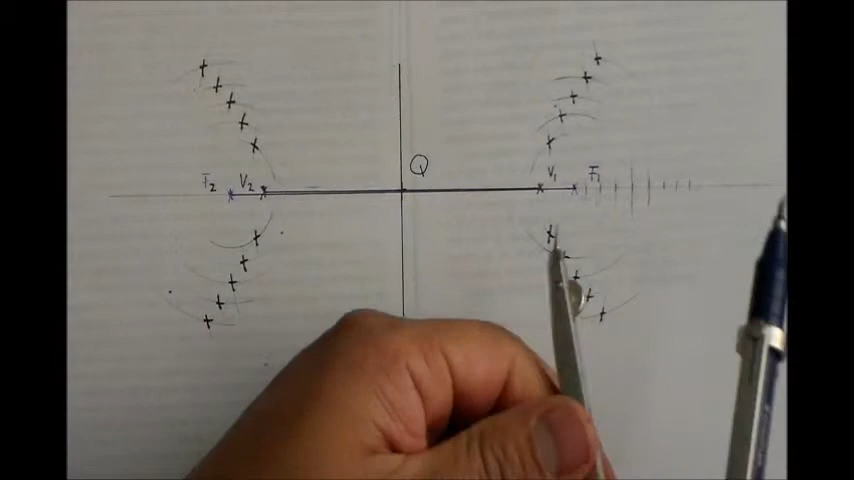 Q
F₂ V₂ V₁ F₁